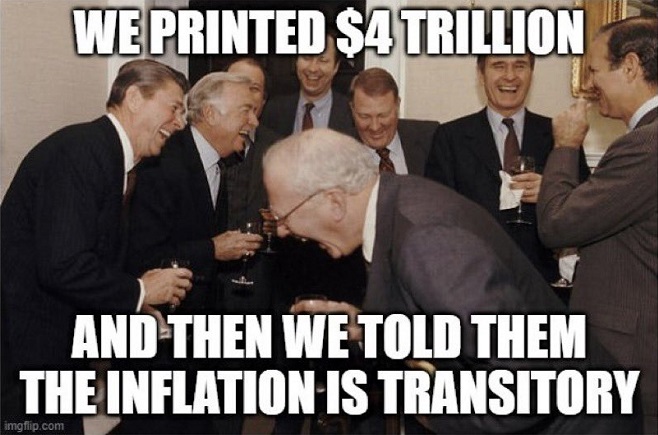 WE PRINTED $4 TRILLION
AND THEN WE TOLD THEM
THE INFLATION IS TRANSITORY
imgflip.com